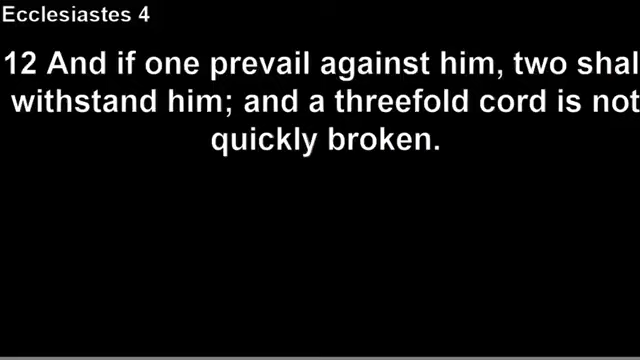 Ecclesiastes 4
12 And if one prevail against him, two shal
withstand him; and a threefold cord is not
quickly broken.